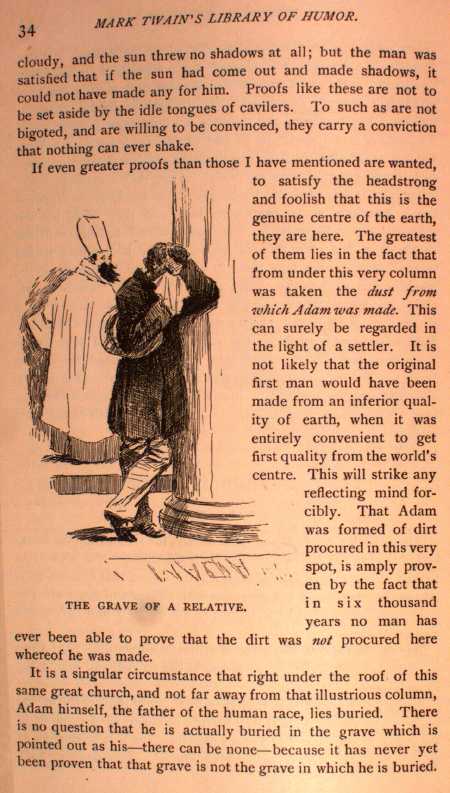 34
MARK TWAIN'S LIBRARY OF HUMOR.
cloudy, and the sun threw no shadows at all; but the man was
satisfied that if the sun had come out and made shadows, it
could not have made any for him. Proofs like these are not to
be set aside by the idle tongues of cavilers. To such as are not
bigoted, and are willing to be convinced, they carry a conviction
that nothing can ever shake.
If even greater proofs than those I have mentioned are wanted,
to satisfy the headstrong
and foolish that this is the
genuine centre of the earth,
they are here. The greatest
of them lies in the fact that
from under this very column
was taken the dust from
which Adam was made. This
can surely be regarded in
the light of a settler. It is
not likely that the original
first man would have been
made from an inferior qual-
ity of earth, when it was
entirely convenient to get
first quality from the world's
centre. This will strike any
reflecting mind for-
cibly. That Adam
was formed of dirt
procured in this very
spot, is amply prov-
en by the fact that
in six thousand
years no man has
THE GRAVE OF A RELATIVE.
ever been able to prove that the dirt was not procured here
whereof he was made.
It is a singular circumstance that right under the roof of this
same great church, and not far away from that illustrious column,
Adam himself, the father of the human race, lies buried. There
is no question that he is actually buried in the grave which is
pointed out as his—there can be none—because it has never yet
been proven that that grave is not the grave in which he is buried.